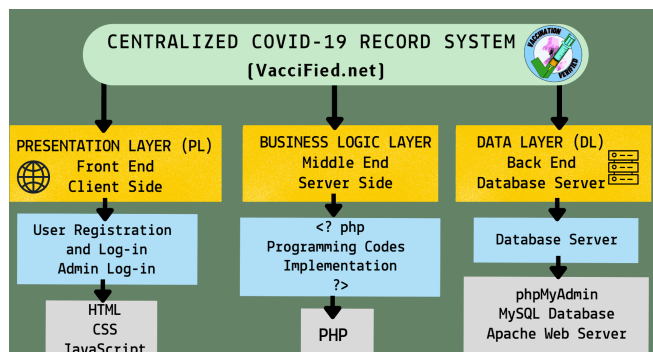 CENTRALIZED COVID-19 RECORD SYSTEM
(VacciFied.net)
VACCINATION
VERIFIED
PRESENTATION LAYER (PL)
Front End
Client Side
BUSINESS LOGIC LAYER
Middle End
Server Side
DATA LAYER (DL)
Back End
Database Server
User Registration
and Log-in
Admin Log-in
<? php
Programming Codes
Implementation
?>
Database Server
HTML
CSS
JavaScript
PHP
phpMyAdmin
MySQL Database
Apache Web Server